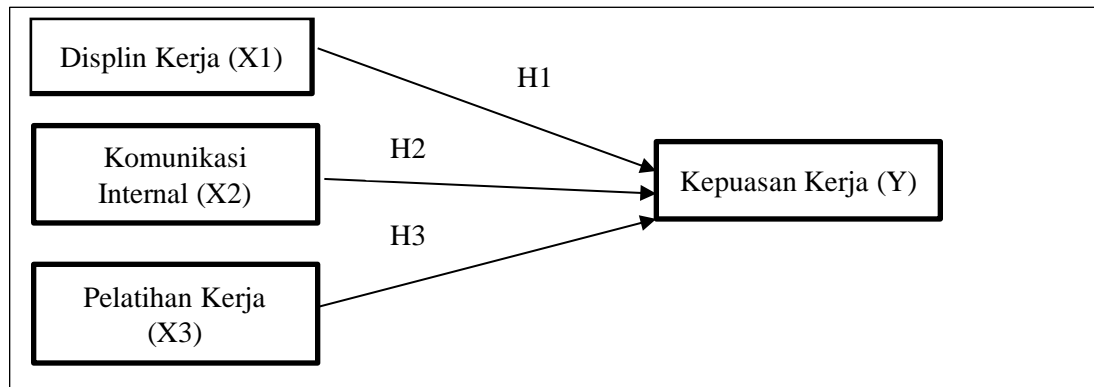 Displin Kerja (X1)
H1
Komunikasi
Internal (X2)
H2
Kepuasan Kerja (Y)
H3
Pelatihan Kerja
(X3)